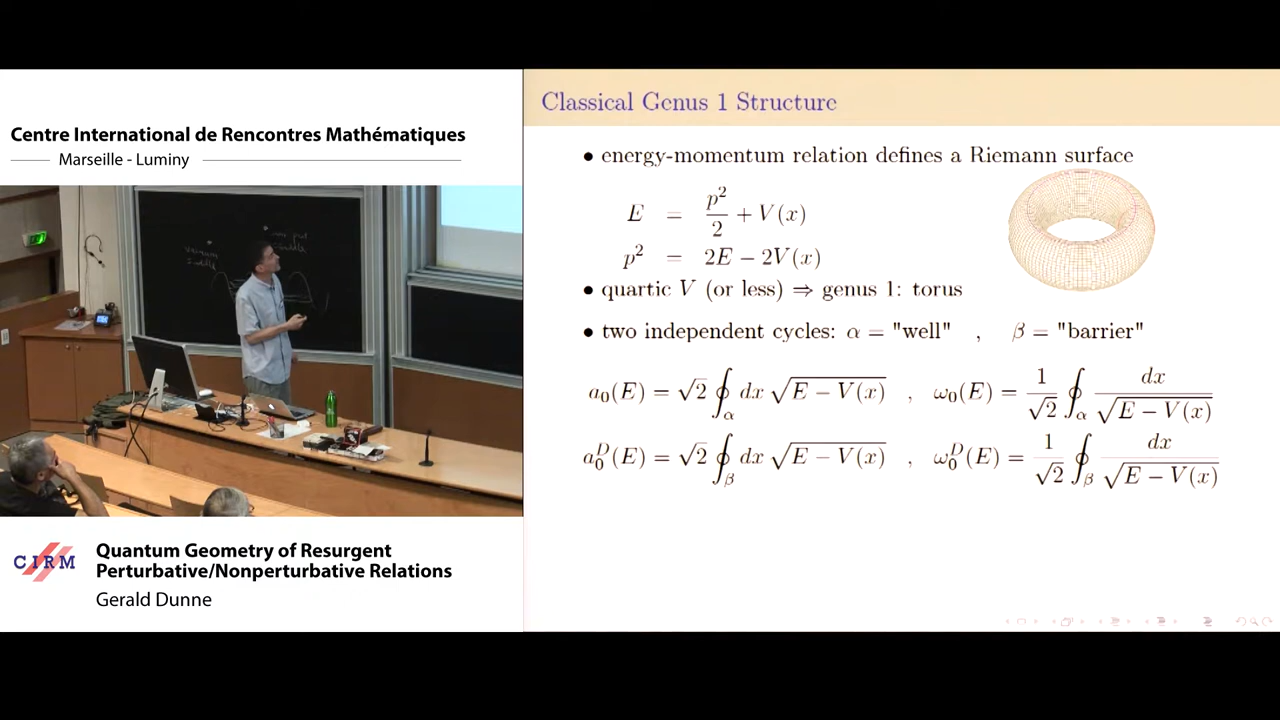 Centre International de Rencontres Mathématiques
Marseille - Luminy
CIRM
Quantum Geometry of Resurgent
Perturbative/Nonperturbative Relations
Gerald Dunne
Classical Genus 1 Structure
• energy-momentum relation defines a Riemann surface
E = p²/2 + V(x)
p² = 2E − 2V(x)
• quartic V (or less) ⇒ genus 1: torus
• two independent cycles: α = "well" , β = "barrier"
a₀(E) = √2 ∮_α dx √(E − V(x)) , ω₀(E) = 1/√2 ∮_α dx/√(E − V(x))
a₀ᴰ(E) = √2 ∮_β dx √(E − V(x)) , ω₀ᴰ(E) = 1/√2 ∮_β dx/√(E − V(x))